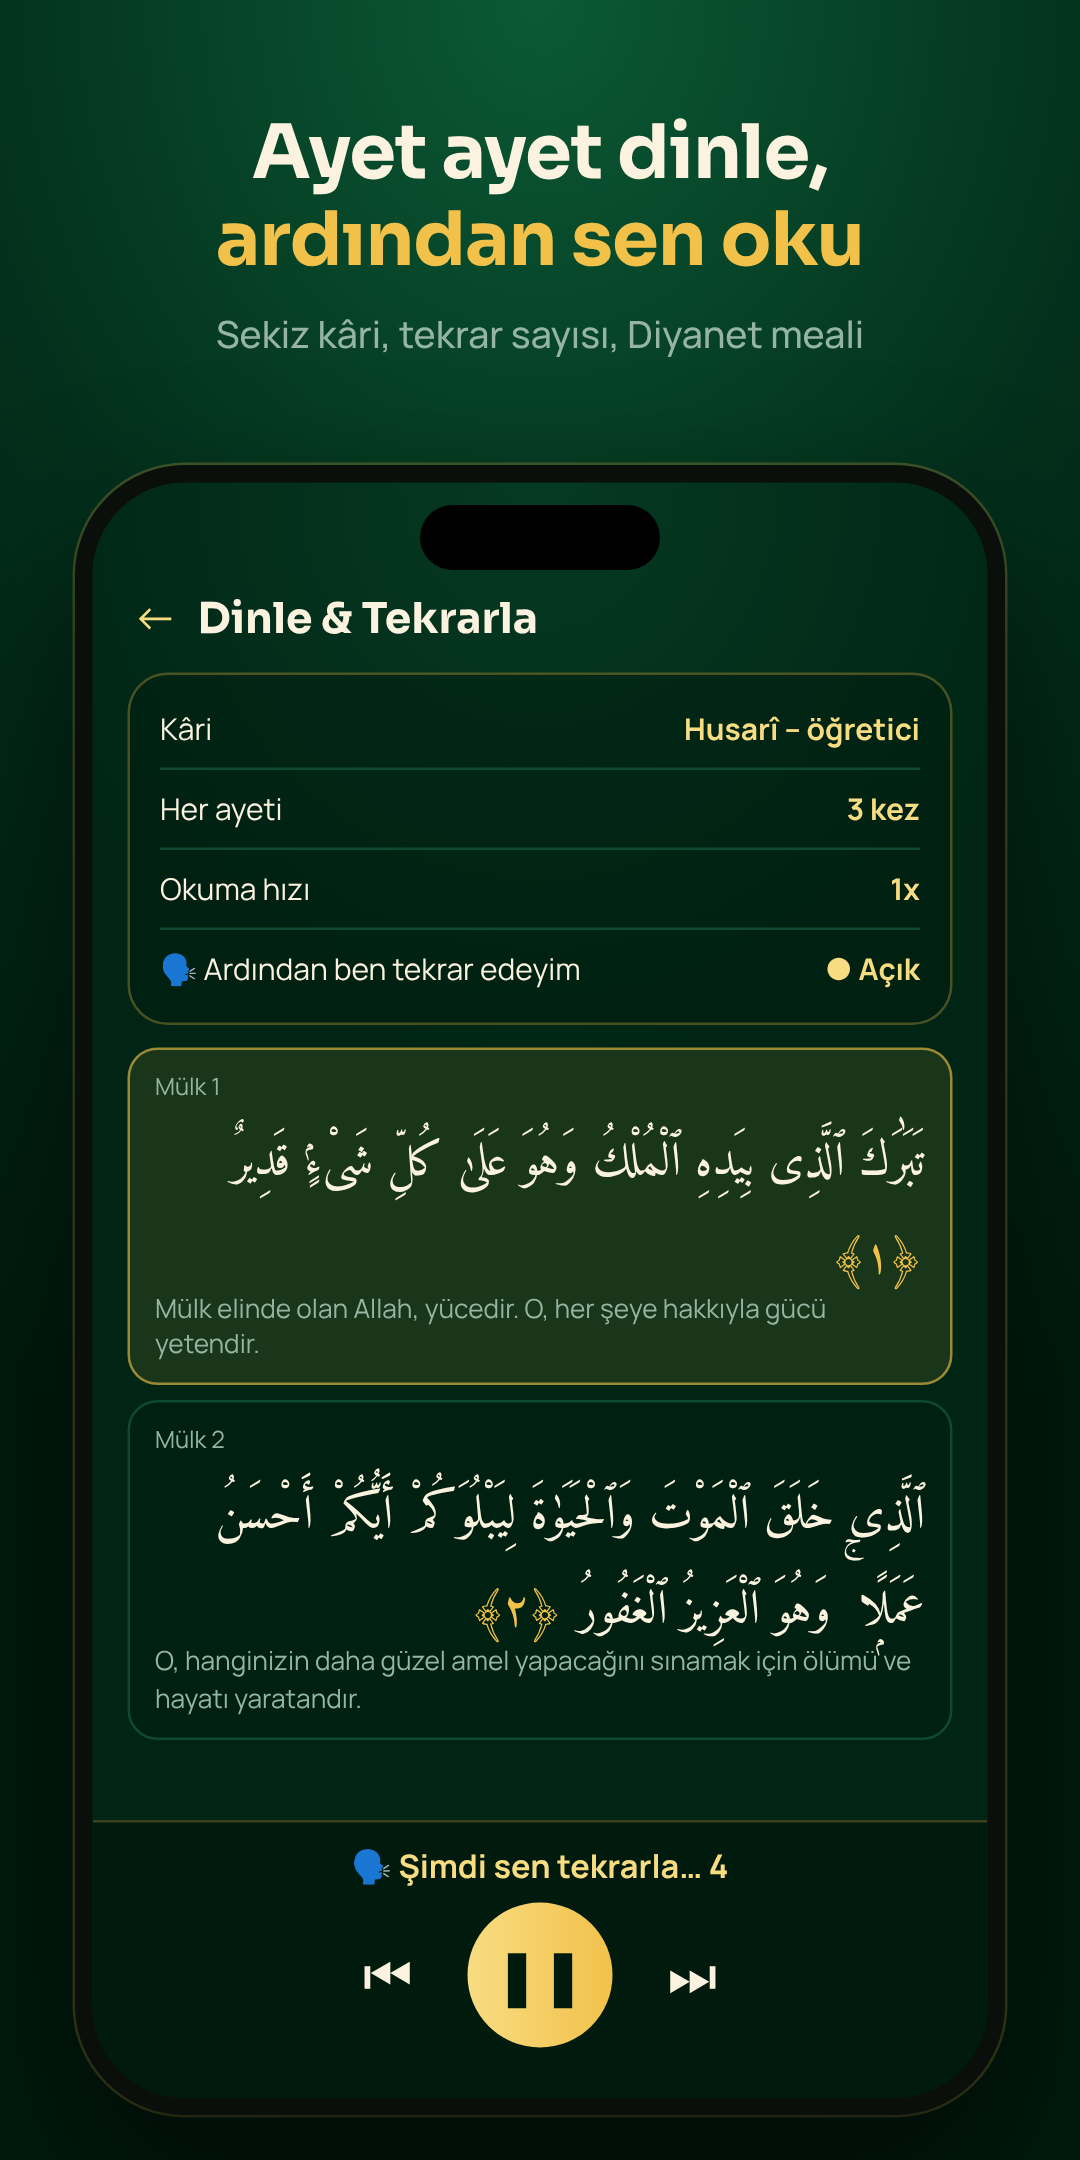 Ayet ayet dinle,
ardından sen oku
Sekiz kâri, tekrar sayısı, Diyanet meali
← Dinle & Tekrarla
Kâri Husarî – öğretici
Her ayeti 3 kez
Okuma hızı 1x
🗣️ Ardından ben tekrar edeyim ● Açık
Mülk 1
تَبَٰرَكَ ٱلَّذِى بِيَدِهِ ٱلْمُلْكُ وَهُوَ عَلَىٰ كُلِّ شَىْءٍۢ قَدِيرٌ
﴿١﴾
Mülk elinde olan Allah, yücedir. O, her şeye hakkıyla gücü
yetendir.
Mülk 2
ٱلَّذِى خَلَقَ ٱلْمَوْتَ وَٱلْحَيَوٰةَ لِيَبْلُوَكُمْ أَيُّكُمْ أَحْسَنُ
عَمَلًۭا ۚ وَهُوَ ٱلْعَزِيزُ ٱلْغَفُورُ ﴿٢﴾
O, hanginizin daha güzel amel yapacağını sınamak için ölümü ve
hayatı yaratandır.
🗣️ Şimdi sen tekrarla... 4